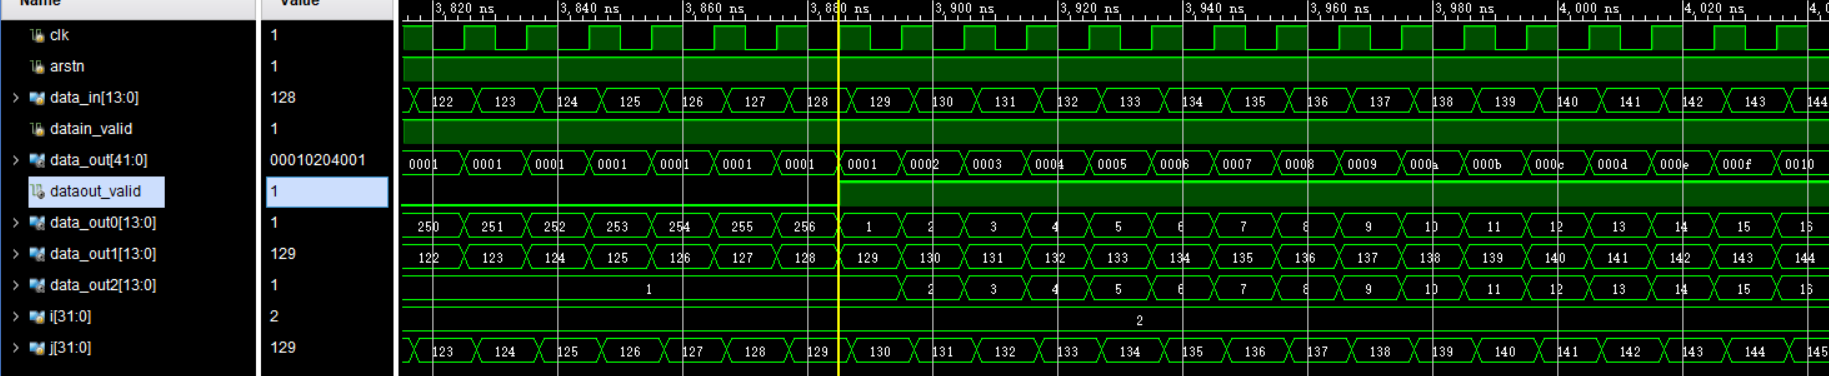 Name Value 3,820 ns 3,840 ns 3,860 ns 3,880 ns 3,900 ns 3,920 ns 3,940 ns 3,960 ns 3,980 ns 4,000 ns 4,020 ns
clk 1
arstn 1
data_in[13:0] 128 122 123 124 125 126 127 128 129 130 131 132 133 134 135 136 137 138 139 140 141 142 143 144
datain_valid 1
data_out[41:0] 00010204001 0001 0001 0001 0001 0001 0001 0001 0001 0002 0003 0004 0005 0006 0007 0008 0009 000a 000b 000c 000d 000e 000f 0010
dataout_valid 1
data_out0[13:0] 1 250 251 252 253 254 255 256 1 2 3 4 5 6 7 8 9 10 11 12 13 14 15 16
data_out1[13:0] 129 122 123 124 125 126 127 128 129 130 131 132 133 134 135 136 137 138 139 140 141 142 143 144
data_out2[13:0] 1 1 2 3 4 5 6 7 8 9 10 11 12 13 14 15 16
i[31:0] 2 2
j[31:0] 129 123 124 125 126 127 128 129 130 131 132 133 134 135 136 137 138 139 140 141 142 143 144 145